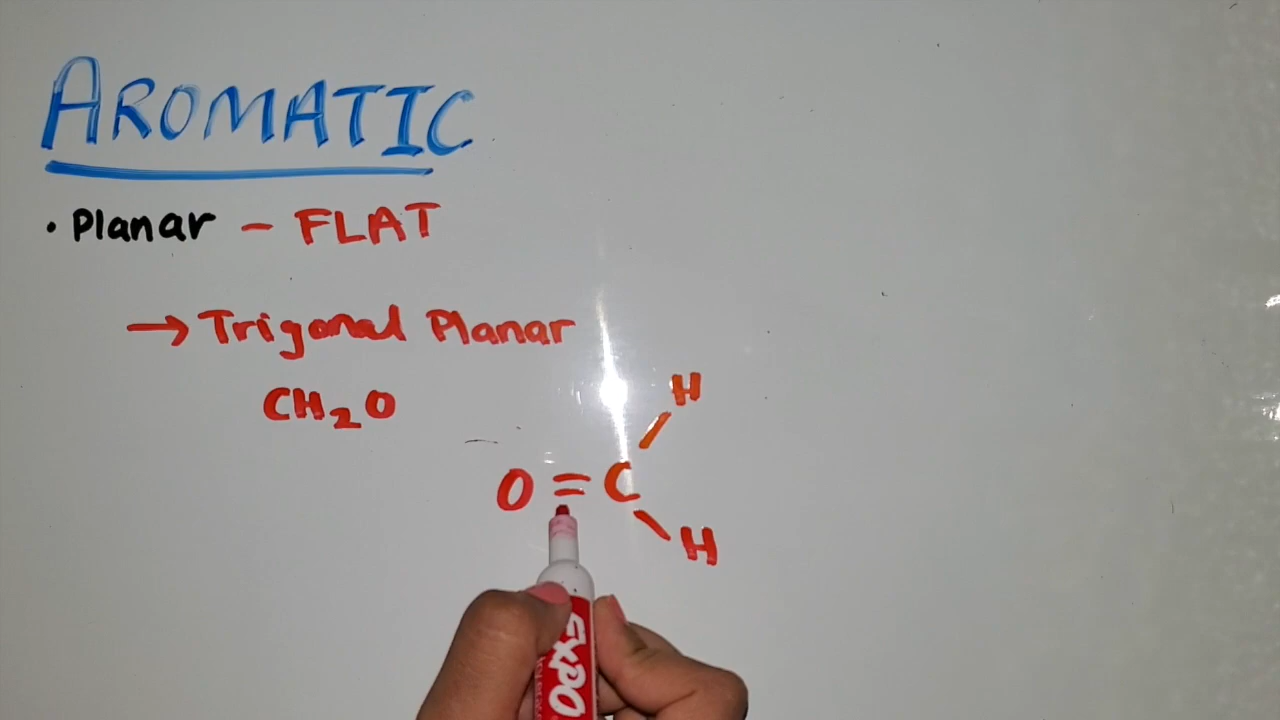 AROMATIC
• Planar - FLAT
→ Trigonal Planar
CH2O
H
O = C
H
EXPO